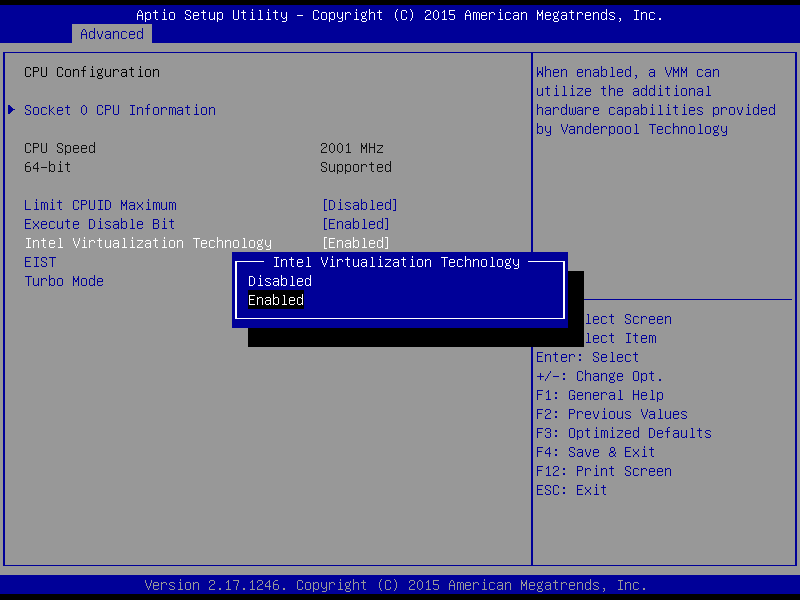 Aptio Setup Utility – Copyright (C) 2015 American Megatrends, Inc.
Advanced
CPU Configuration
Socket 0 CPU Information
CPU Speed 2001 MHz
64-bit Supported
Limit CPUID Maximum [Disabled]
Execute Disable Bit [Enabled]
Intel Virtualization Technology [Enabled]
EIST
Turbo Mode
Intel Virtualization Technology
Disabled
Enabled
When enabled, a VMM can
utilize the additional
hardware capabilities provided
by Vanderpool Technology
lect Screen
lect Item
Enter: Select
+/-: Change Opt.
F1: General Help
F2: Previous Values
F3: Optimized Defaults
F4: Save & Exit
F12: Print Screen
ESC: Exit
Version 2.17.1246. Copyright (C) 2015 American Megatrends, Inc.